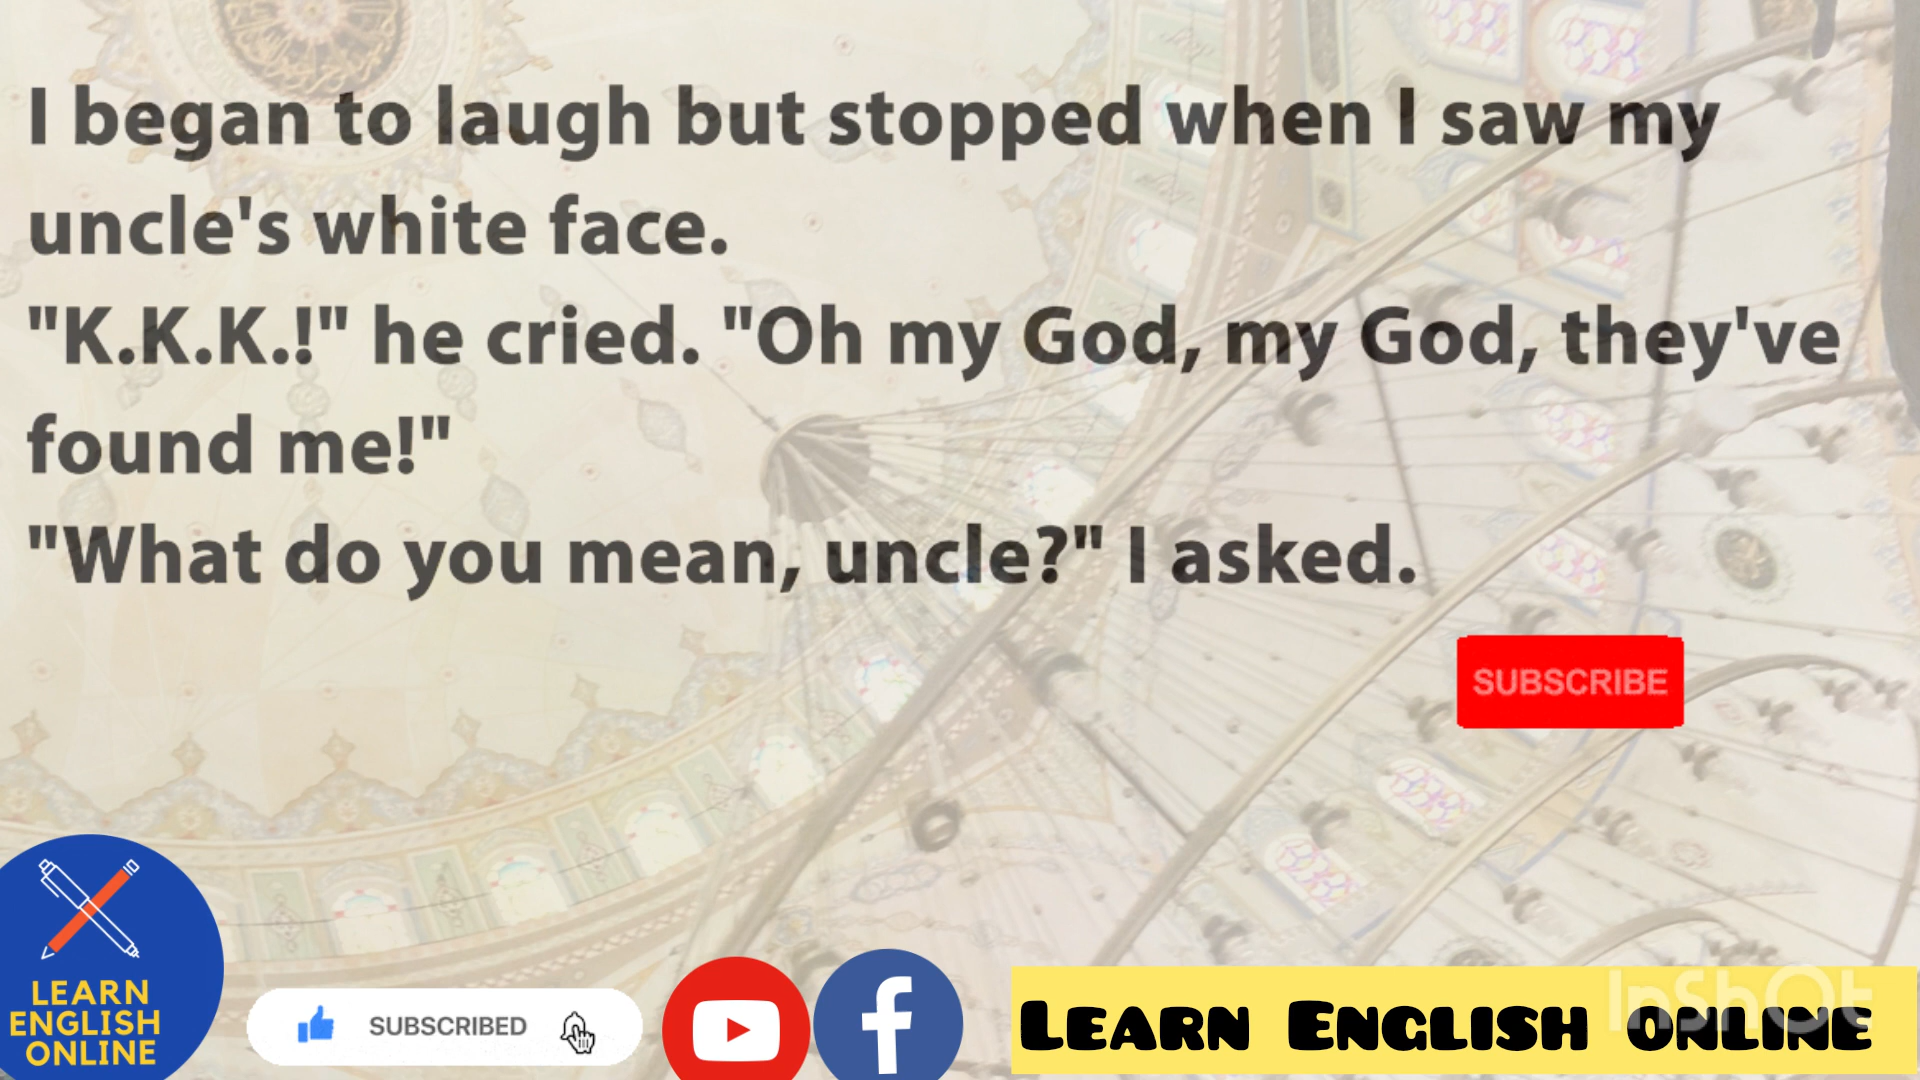 I began to laugh but stopped when I saw my
uncle's white face.
"K.K.K.!" he cried. "Oh my God, my God, they've
found me!"
"What do you mean, uncle?" I asked.
SUBSCRIBE
LEARN
ENGLISH
ONLINE
SUBSCRIBED
LEARN ENGLISH ONLINE
InShOt